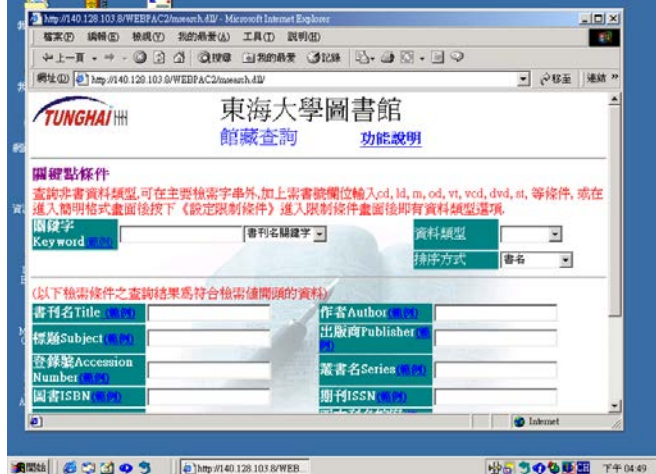 http://140.128.103.8/WEBPAC2/msearch.dll/ - Microsoft Internet Explorer
檔案(F) 編輯(E) 檢視(V) 我的最愛(A) 工具(T) 說明(H)
上一頁 搜尋 我的最愛 記錄
網址(D) http://140.128.103.8/WEBPAC2/msearch.dll/ 移至 連結 »
TUNGHAI
東海大學圖書館
館藏查詢 功能說明
關鍵點條件
查詢非書資料類型,可在主要檢索字串外,加上索書號欄位輸入cd, ld, m, od, vt, vcd, dvd, st, 等條件, 或在
進入簡明格式畫面後按下《設定限制條件》進入限制條件畫面後即有資料類型選項.
關鍵字 Keyword(範例) 書刊名關鍵字 資料類型
排序方式 書名
(以下檢索條件之查詢結果為符合檢索值開頭的資料)
書刊名Title (範例) 作者Author(範例)
標題Subject(範例) 出版商Publisher(範例)
登錄號Accession Number(範例) 叢書名Series(範例)
圖書ISBN(範例) 期刊ISSN(範例)
Internet
開始 http://140.128.103.8/WEB... 下午 04:49